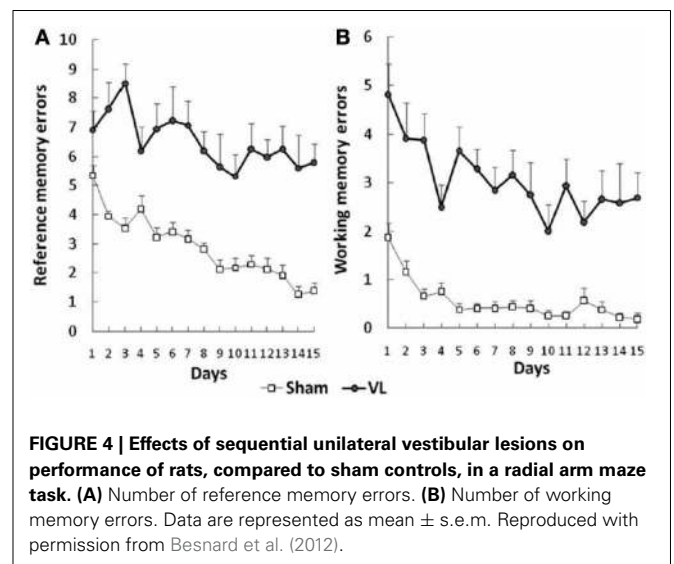 A
B
Reference memory errors
10
9
8
7
6
5
4
3
2
1
0
1 2 3 4 5 6 7 8 9 10 11 12 13 14 15
Days
Working memory errors
6
5
4
3
2
1
0
1 2 3 4 5 6 7 8 9 10 11 12 13 14 15
Days
Sham VL
FIGURE 4 | Effects of sequential unilateral vestibular lesions on
performance of rats, compared to sham controls, in a radial arm maze
task. (A) Number of reference memory errors. (B) Number of working
memory errors. Data are represented as mean ± s.e.m. Reproduced with
permission from Besnard et al. (2012).